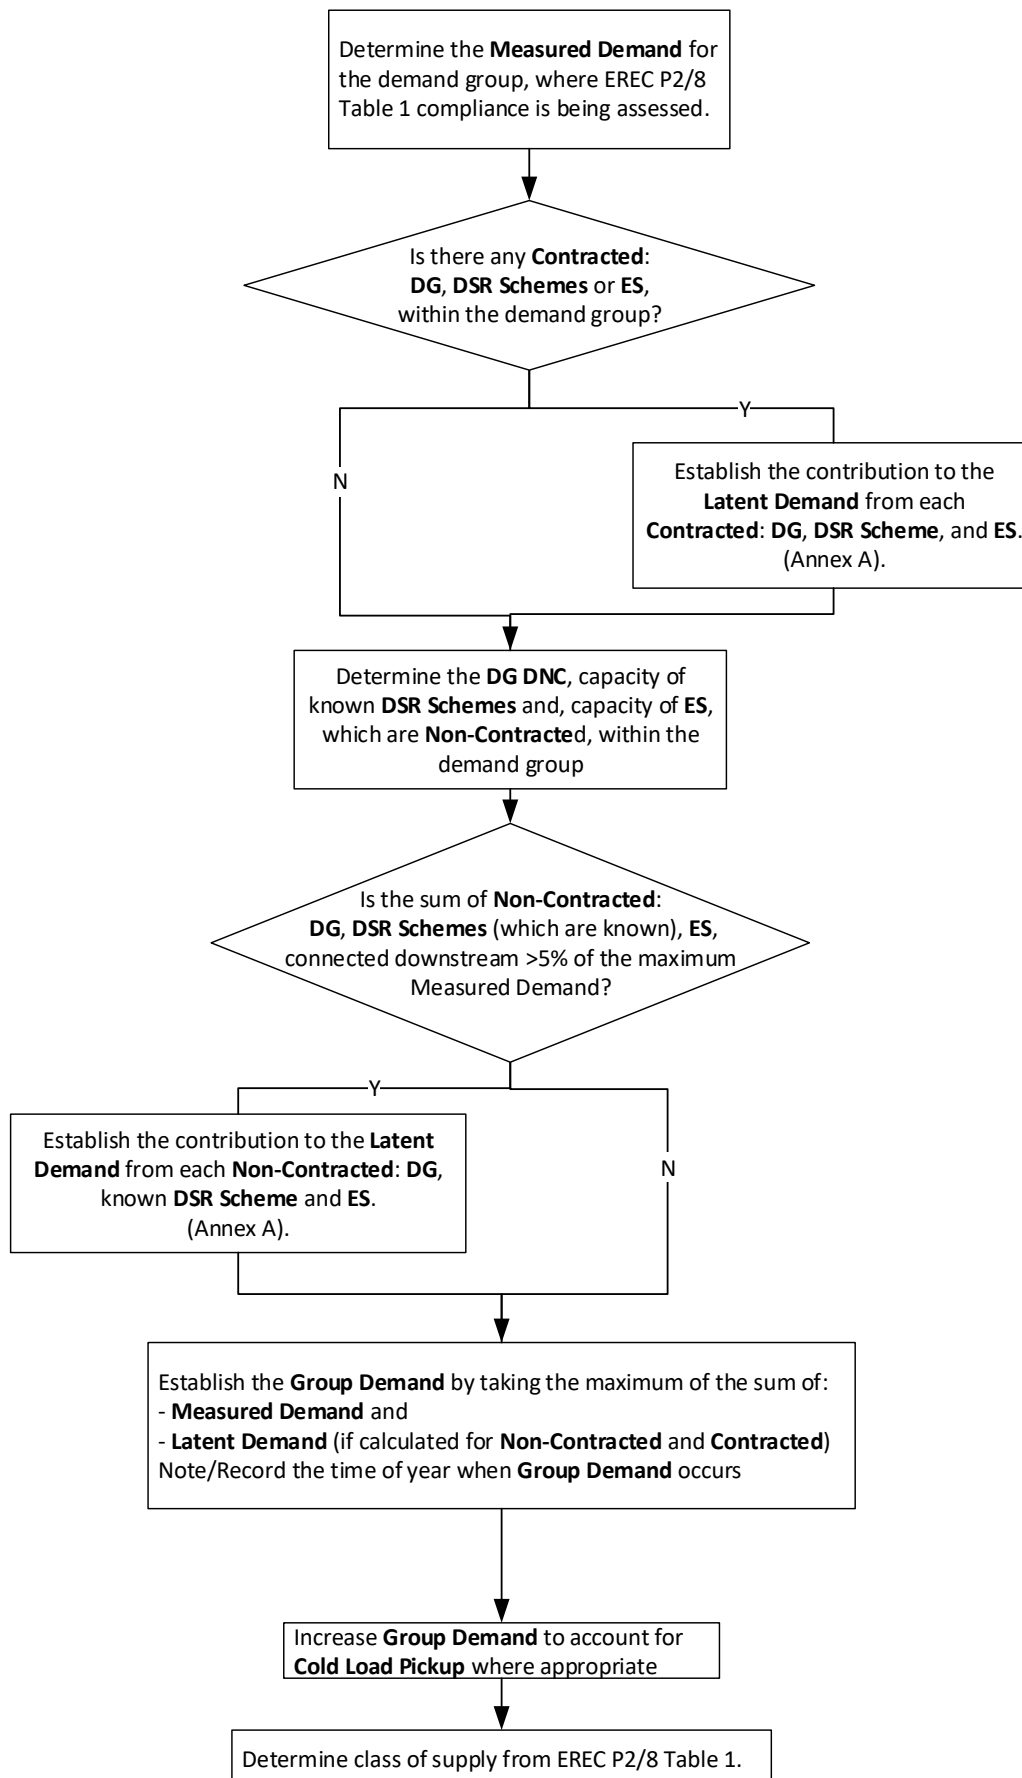 Determine the Measured Demand for
the demand group, where EREC P2/8
Table 1 compliance is being assessed.
Is there any Contracted:
DG, DSR Schemes or ES,
within the demand group?
Y
N
Establish the contribution to the
Latent Demand from each
Contracted: DG, DSR Scheme, and ES.
(Annex A).
Determine the DG DNC, capacity of
known DSR Schemes and, capacity of ES,
which are Non-Contracted, within the
demand group
Is the sum of Non-Contracted:
DG, DSR Schemes (which are known), ES,
connected downstream >5% of the maximum
Measured Demand?
Y
Establish the contribution to the Latent
Demand from each Non-Contracted: DG,
known DSR Scheme and ES.
(Annex A).
N
Establish the Group Demand by taking the maximum of the sum of:
- Measured Demand and
- Latent Demand (if calculated for Non-Contracted and Contracted)
Note/Record the time of year when Group Demand occurs
Increase Group Demand to account for
Cold Load Pickup where appropriate
Determine class of supply from EREC P2/8 Table 1.